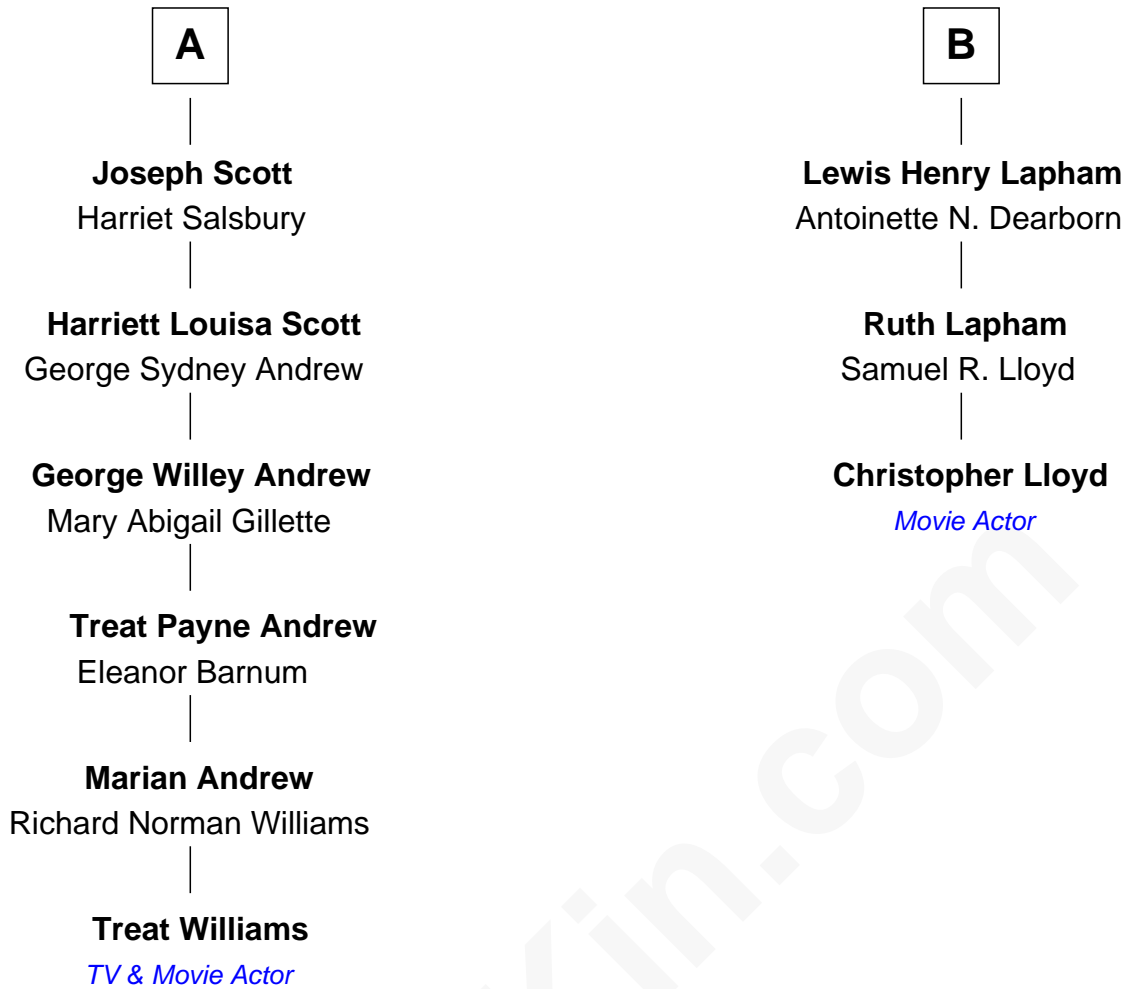 A
Joseph Scott
Harriet Salsbury
Harriett Louisa Scott
George Sydney Andrew
George Willey Andrew
Mary Abigail Gillette
Treat Payne Andrew
Eleanor Barnum
Marian Andrew
Richard Norman Williams
Treat Williams
TV & Movie Actor
B
Lewis Henry Lapham
Antoinette N. Dearborn
Ruth Lapham
Samuel R. Lloyd
Christopher Lloyd
Movie Actor
Kin.com